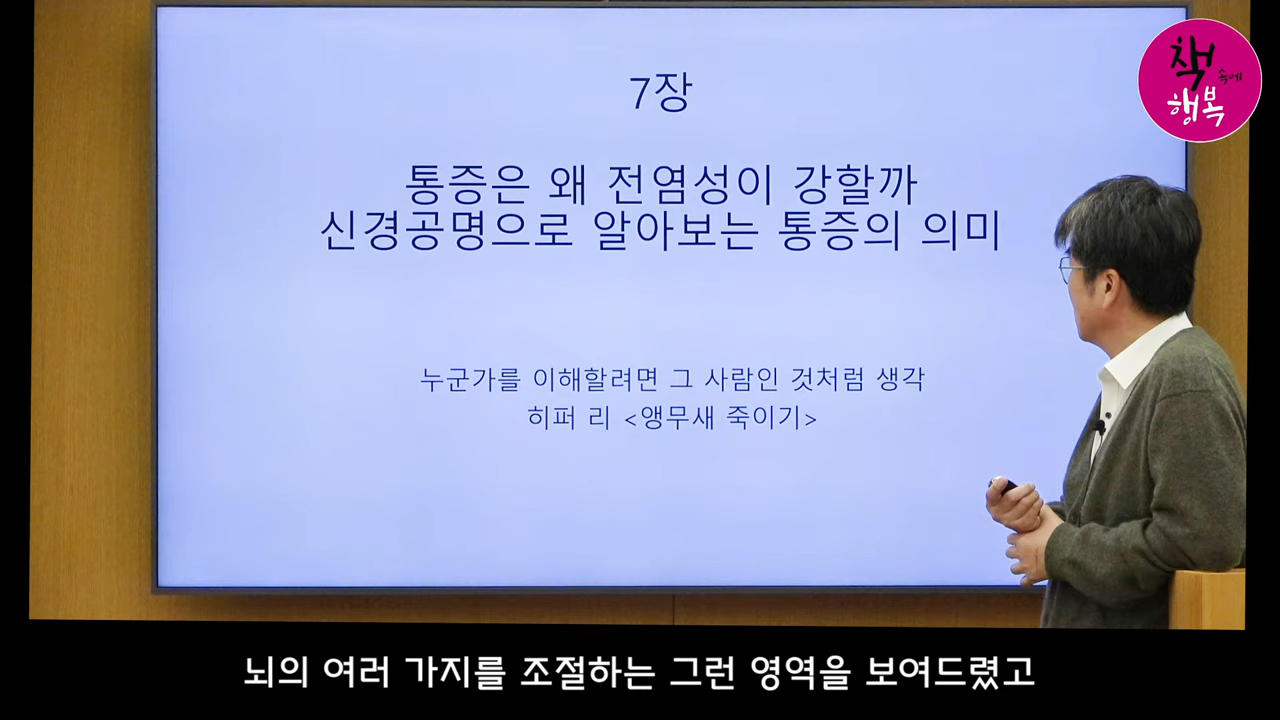 7장
통증은 왜 전염성이 강할까
신경공명으로 알아보는 통증의 의미
누군가를 이해할려면 그 사람인 것처럼 생각
히퍼 리 <앵무새 죽이기>
책
속에
행복
뇌의 여러 가지를 조절하는 그런 영역을 보여드렸고